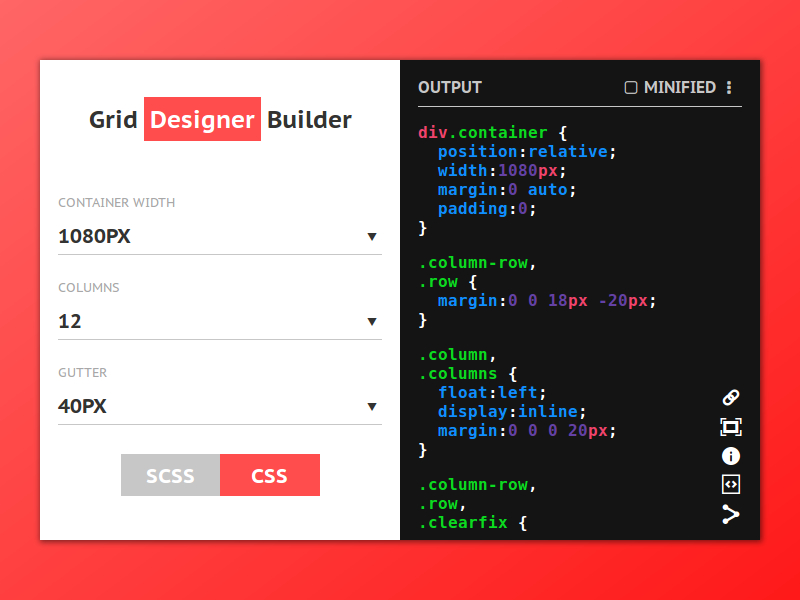 Grid Designer Builder
CONTAINER WIDTH
1080PX
COLUMNS
12
GUTTER
40PX
SCSS CSS
OUTPUT
MINIFIED
div.container {
  position:relative;
  width:1080px;
  margin:0 auto;
  padding:0;
}
.column-row,
.row {
  margin:0 0 18px -20px;
}
.column,
.columns {
  float:left;
  display:inline;
  margin:0 0 0 20px;
}
.column-row,
.row,
.clearfix {